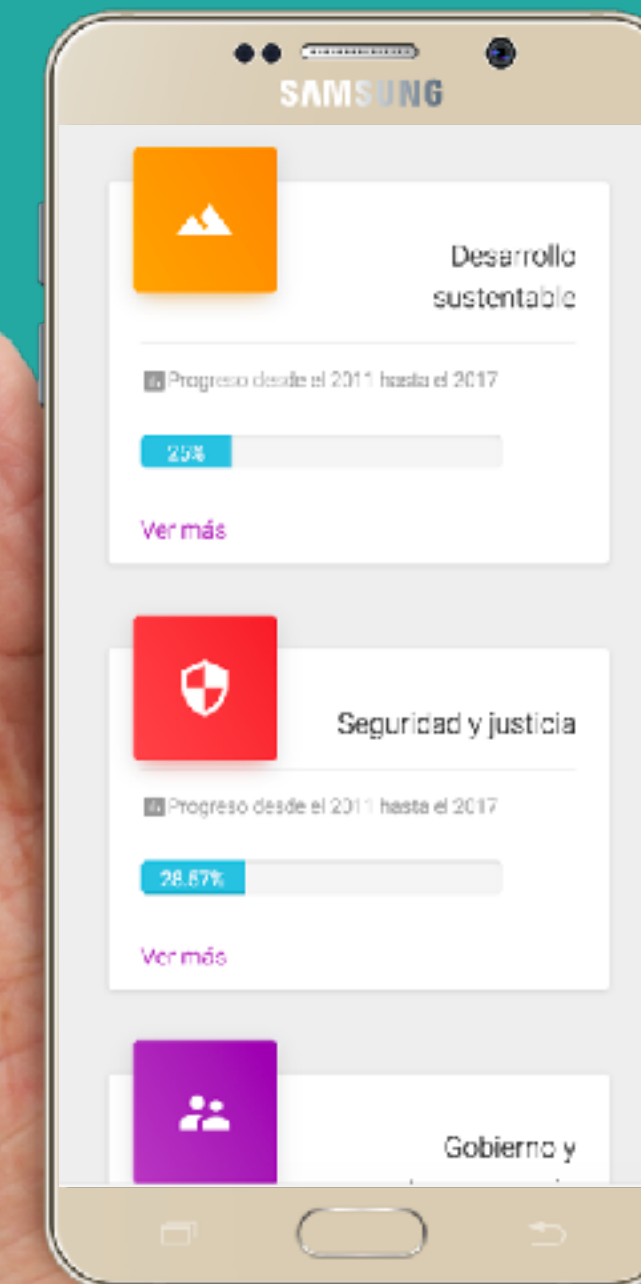 SAMSUNG
Desarrollo
sustentable
Progreso desde el 2011 hasta el 2017
25%
Ver más
Seguridad y justicia
Progreso desde el 2011 hasta el 2017
28.67%
Ver más
Gobierno y